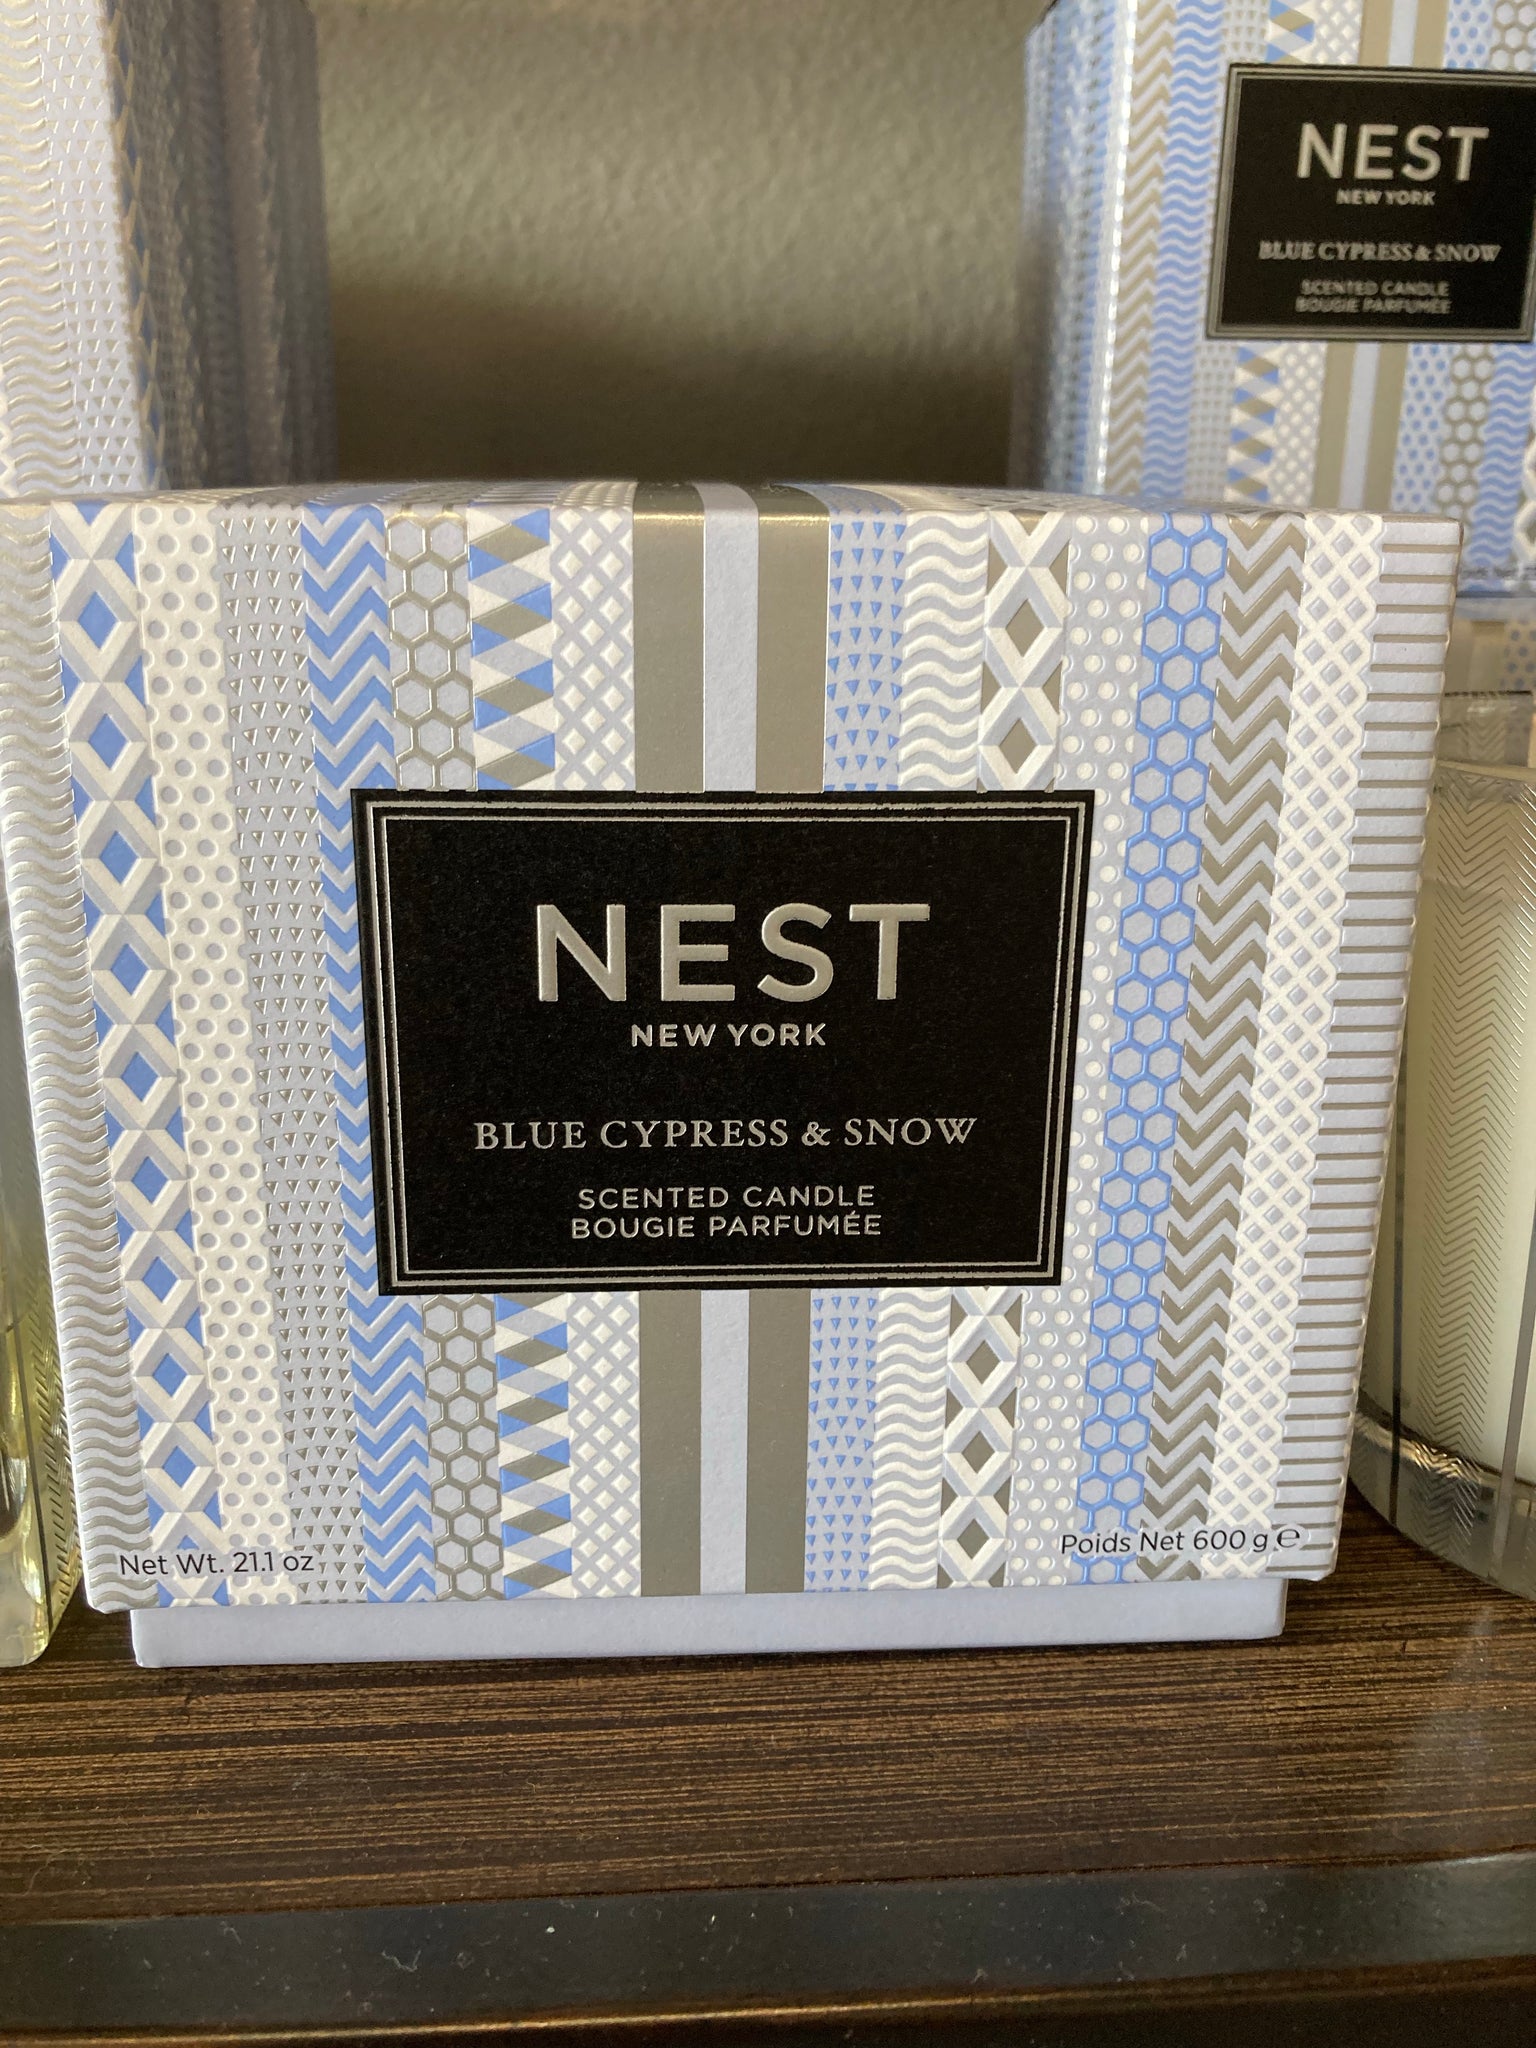 NEST
NEW YORK
BLUE CYPRESS & SNOW
SCENTED CANDLE
BOUGIE PARFUMÉE
NEST
NEW YORK
BLUE CYPRESS & SNOW
SCENTED CANDLE
BOUGIE PARFUMÉE
Net Wt. 21.1 oz
Poids Net 600 g ℮